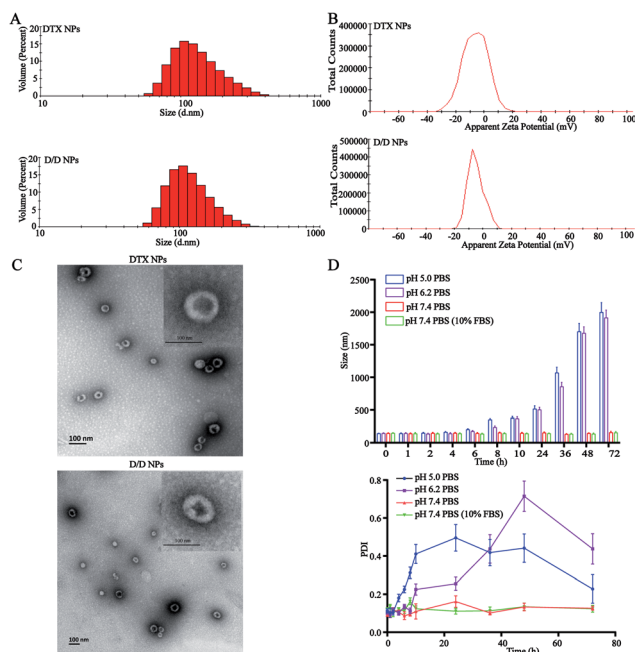 A
DTX NPs
Volume (Percent)
20
15
10
5
0
10
100
1000
Size (d.nm)
D/D NPs
Volume (Percent)
20
15
10
5
0
10
100
1000
Size (d.nm)
B
DTX NPs
Total Counts
400000
300000
200000
100000
0
-80 -60 -40 -20 0 20 40 60 80 100
Apparent Zeta Potential (mV)
D/D NPs
Total Counts
500000
400000
300000
200000
100000
0
-80 -60 -40 -20 0 20 40 60 80 100
Apparent Zeta Potential (mV)
C
DTX NPs
100 nm
100 nm
D/D NPs
100 nm
100 nm
D
pH 5.0 PBS
pH 6.2 PBS
pH 7.4 PBS
pH 7.4 PBS (10% FBS)
Size (nm)
2500
2000
1500
1000
500
0
0 1 2 4 6 8 10 24 36 48 72
Time (h)
pH 5.0 PBS
pH 6.2 PBS
pH 7.4 PBS
pH 7.4 PBS (10% FBS)
PDI
0.8
0.6
0.4
0.2
0.0
0 20 40 60 80
Time (h)